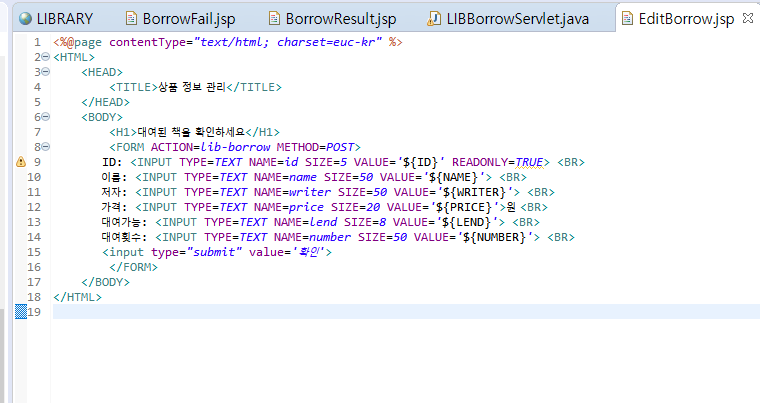 LIBRARY BorrowFail.jsp BorrowResult.jsp LIBBorrowServlet.java EditBorrow.jsp
1 <%@page contentType="text/html; charset=euc-kr" %>
2 <HTML>
3 <HEAD>
4 <TITLE>상품 정보 관리</TITLE>
5 </HEAD>
6 <BODY>
7 <H1>대여된 책을 확인하세요</H1>
8 <FORM ACTION=lib-borrow METHOD=POST>
9 ID: <INPUT TYPE=TEXT NAME=id SIZE=5 VALUE='${ID}' READONLY=TRUE> <BR>
10 이름: <INPUT TYPE=TEXT NAME=name SIZE=50 VALUE='${NAME}'> <BR>
11 저자: <INPUT TYPE=TEXT NAME=writer SIZE=50 VALUE='${WRITER}'> <BR>
12 가격: <INPUT TYPE=TEXT NAME=price SIZE=20 VALUE='${PRICE}'>원 <BR>
13 대여가능: <INPUT TYPE=TEXT NAME=lend SIZE=8 VALUE='${LEND}'> <BR>
14 대여횟수: <INPUT TYPE=TEXT NAME=number SIZE=50 VALUE='${NUMBER}'> <BR>
15 <input type="submit" value='확인'>
16 </FORM>
17 </BODY>
18 </HTML>
19